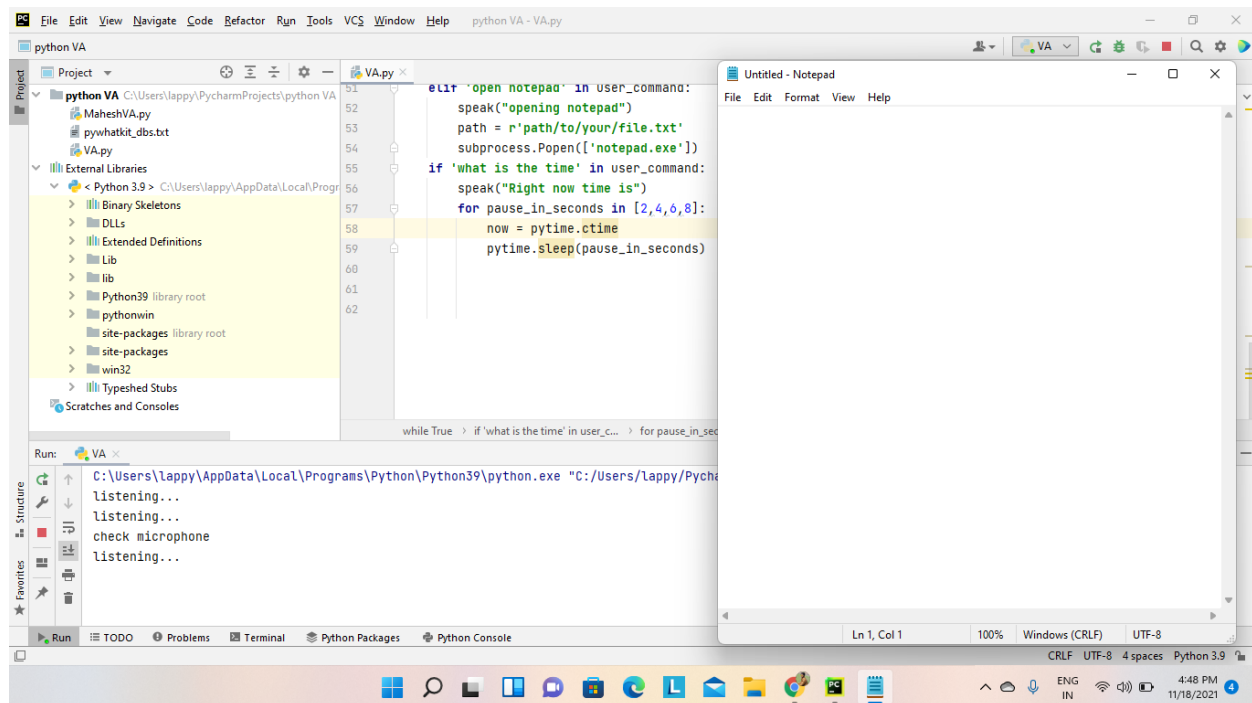 PC File Edit View Navigate Code Refactor Run Tools VCS Window Help python VA - VA.py
python VA
VA
Project
Project
VA.py
python VA C:\Users\lappy\PycharmProjects\python VA
MaheshVA.py
pywhatkit_dbs.txt
VA.py
External Libraries
< Python 3.9 > C:\Users\lappy\AppData\Local\Progr
Binary Skeletons
DLLs
Extended Definitions
Lib
lib
Python39 library root
pythonwin
site-packages library root
site-packages
win32
Typeshed Stubs
Scratches and Consoles
51 elif 'open notepad' in user_command:
52 speak("opening notepad")
53 path = r'path/to/your/file.txt'
54 subprocess.Popen(['notepad.exe'])
55 if 'what is the time' in user_command:
56 speak("Right now time is")
57 for pause_in_seconds in [2,4,6,8]:
58 now = pytime.ctime
59 pytime.sleep(pause_in_seconds)
60
61
62
while True > if 'what is the time' in user_c... > for pause_in_sec
Untitled - Notepad
File Edit Format View Help
Ln 1, Col 1 100% Windows (CRLF) UTF-8
Run: VA
C:\Users\lappy\AppData\Local\Programs\Python\Python39\python.exe "C:/Users/lappy/Pycha
listening...
listening...
check microphone
listening...
Structure
Favorites
Run TODO Problems Terminal Python Packages Python Console
CRLF UTF-8 4 spaces Python 3.9
L PC ENG 4:48 PM
IN 11/18/2021 4